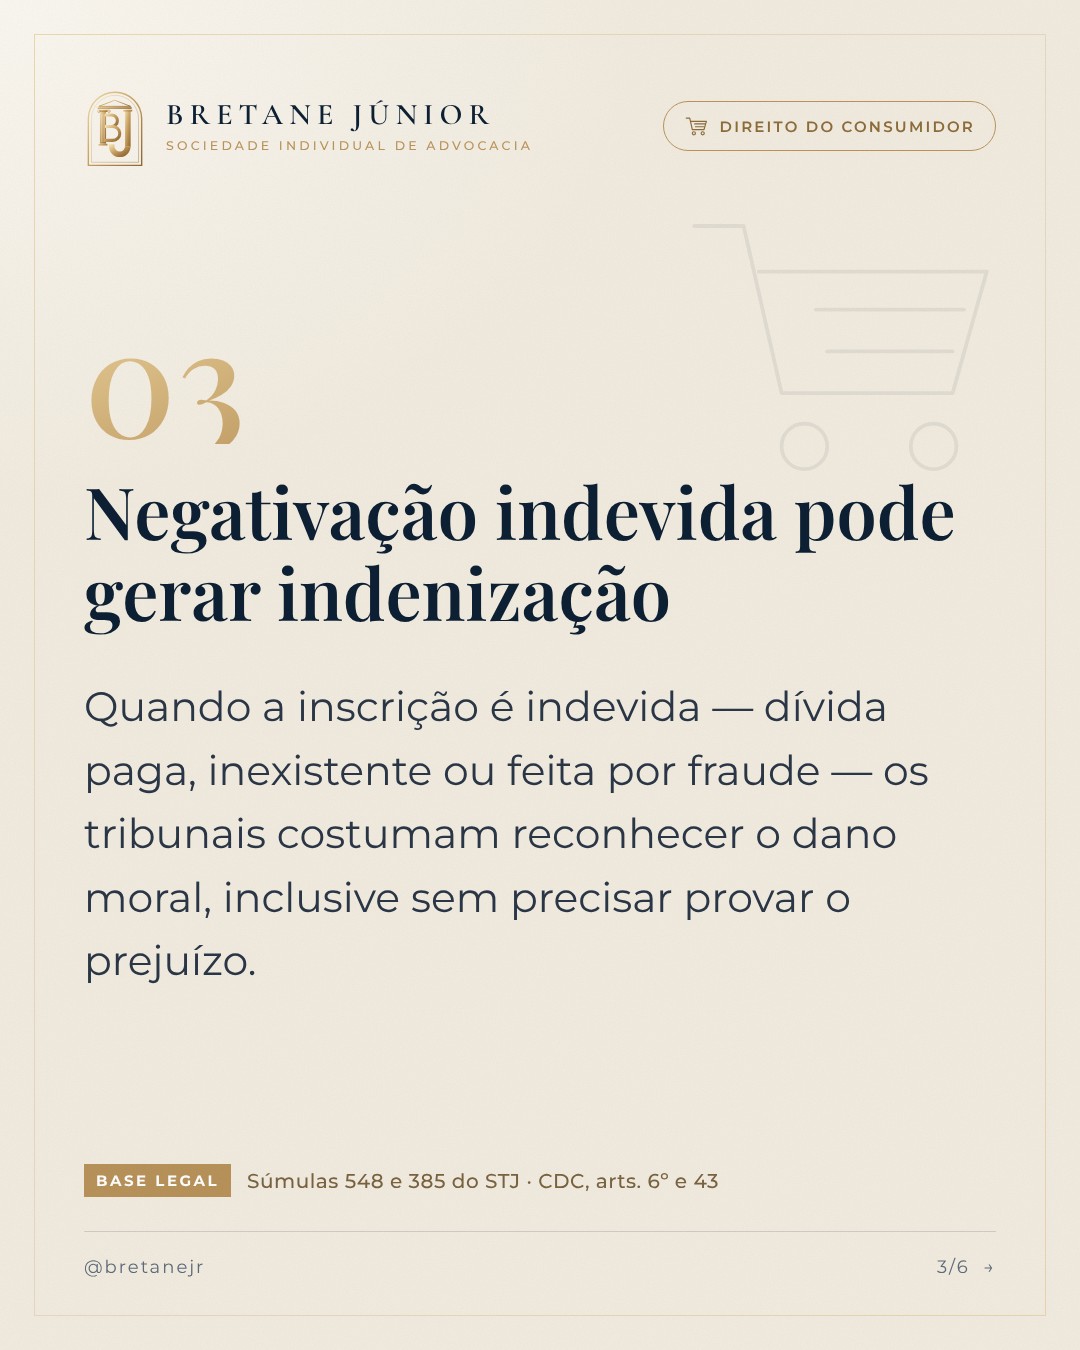 BRETANE JÚNIOR
SOCIEDADE INDIVIDUAL DE ADVOCACIA
DIREITO DO CONSUMIDOR
03
Negativação indevida pode
gerar indenização
Quando a inscrição é indevida — dívida
paga, inexistente ou feita por fraude — os
tribunais costumam reconhecer o dano
moral, inclusive sem precisar provar o
prejuízo.
BASE LEGAL Súmulas 548 e 385 do STJ · CDC, arts. 6º e 43
@bretanejr
3/6 →